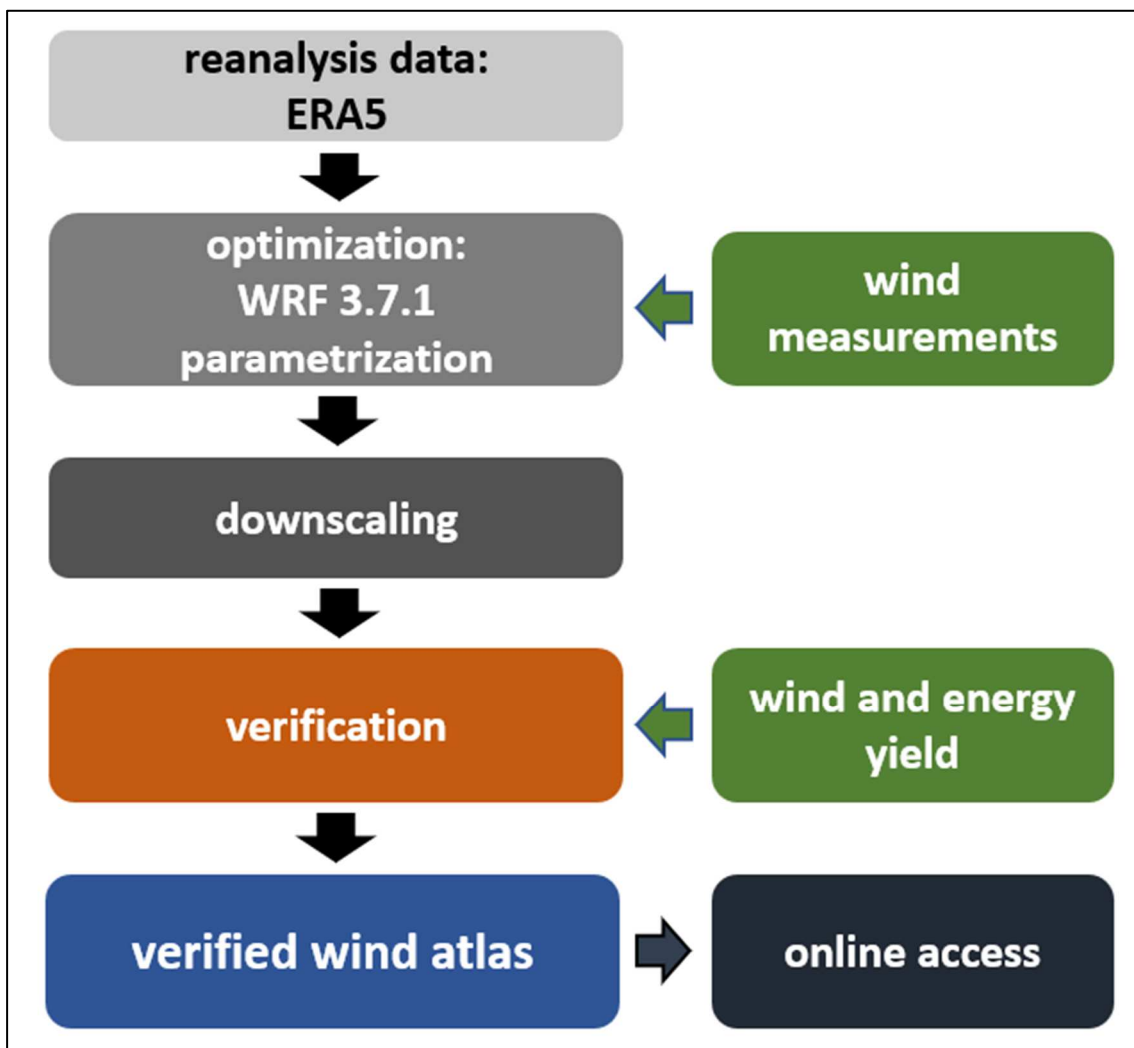 reanalysis data:
ERA5
optimization:
WRF 3.7.1
parametrization
wind
measurements
downscaling
verification
wind and energy
yield
verified wind atlas
online access